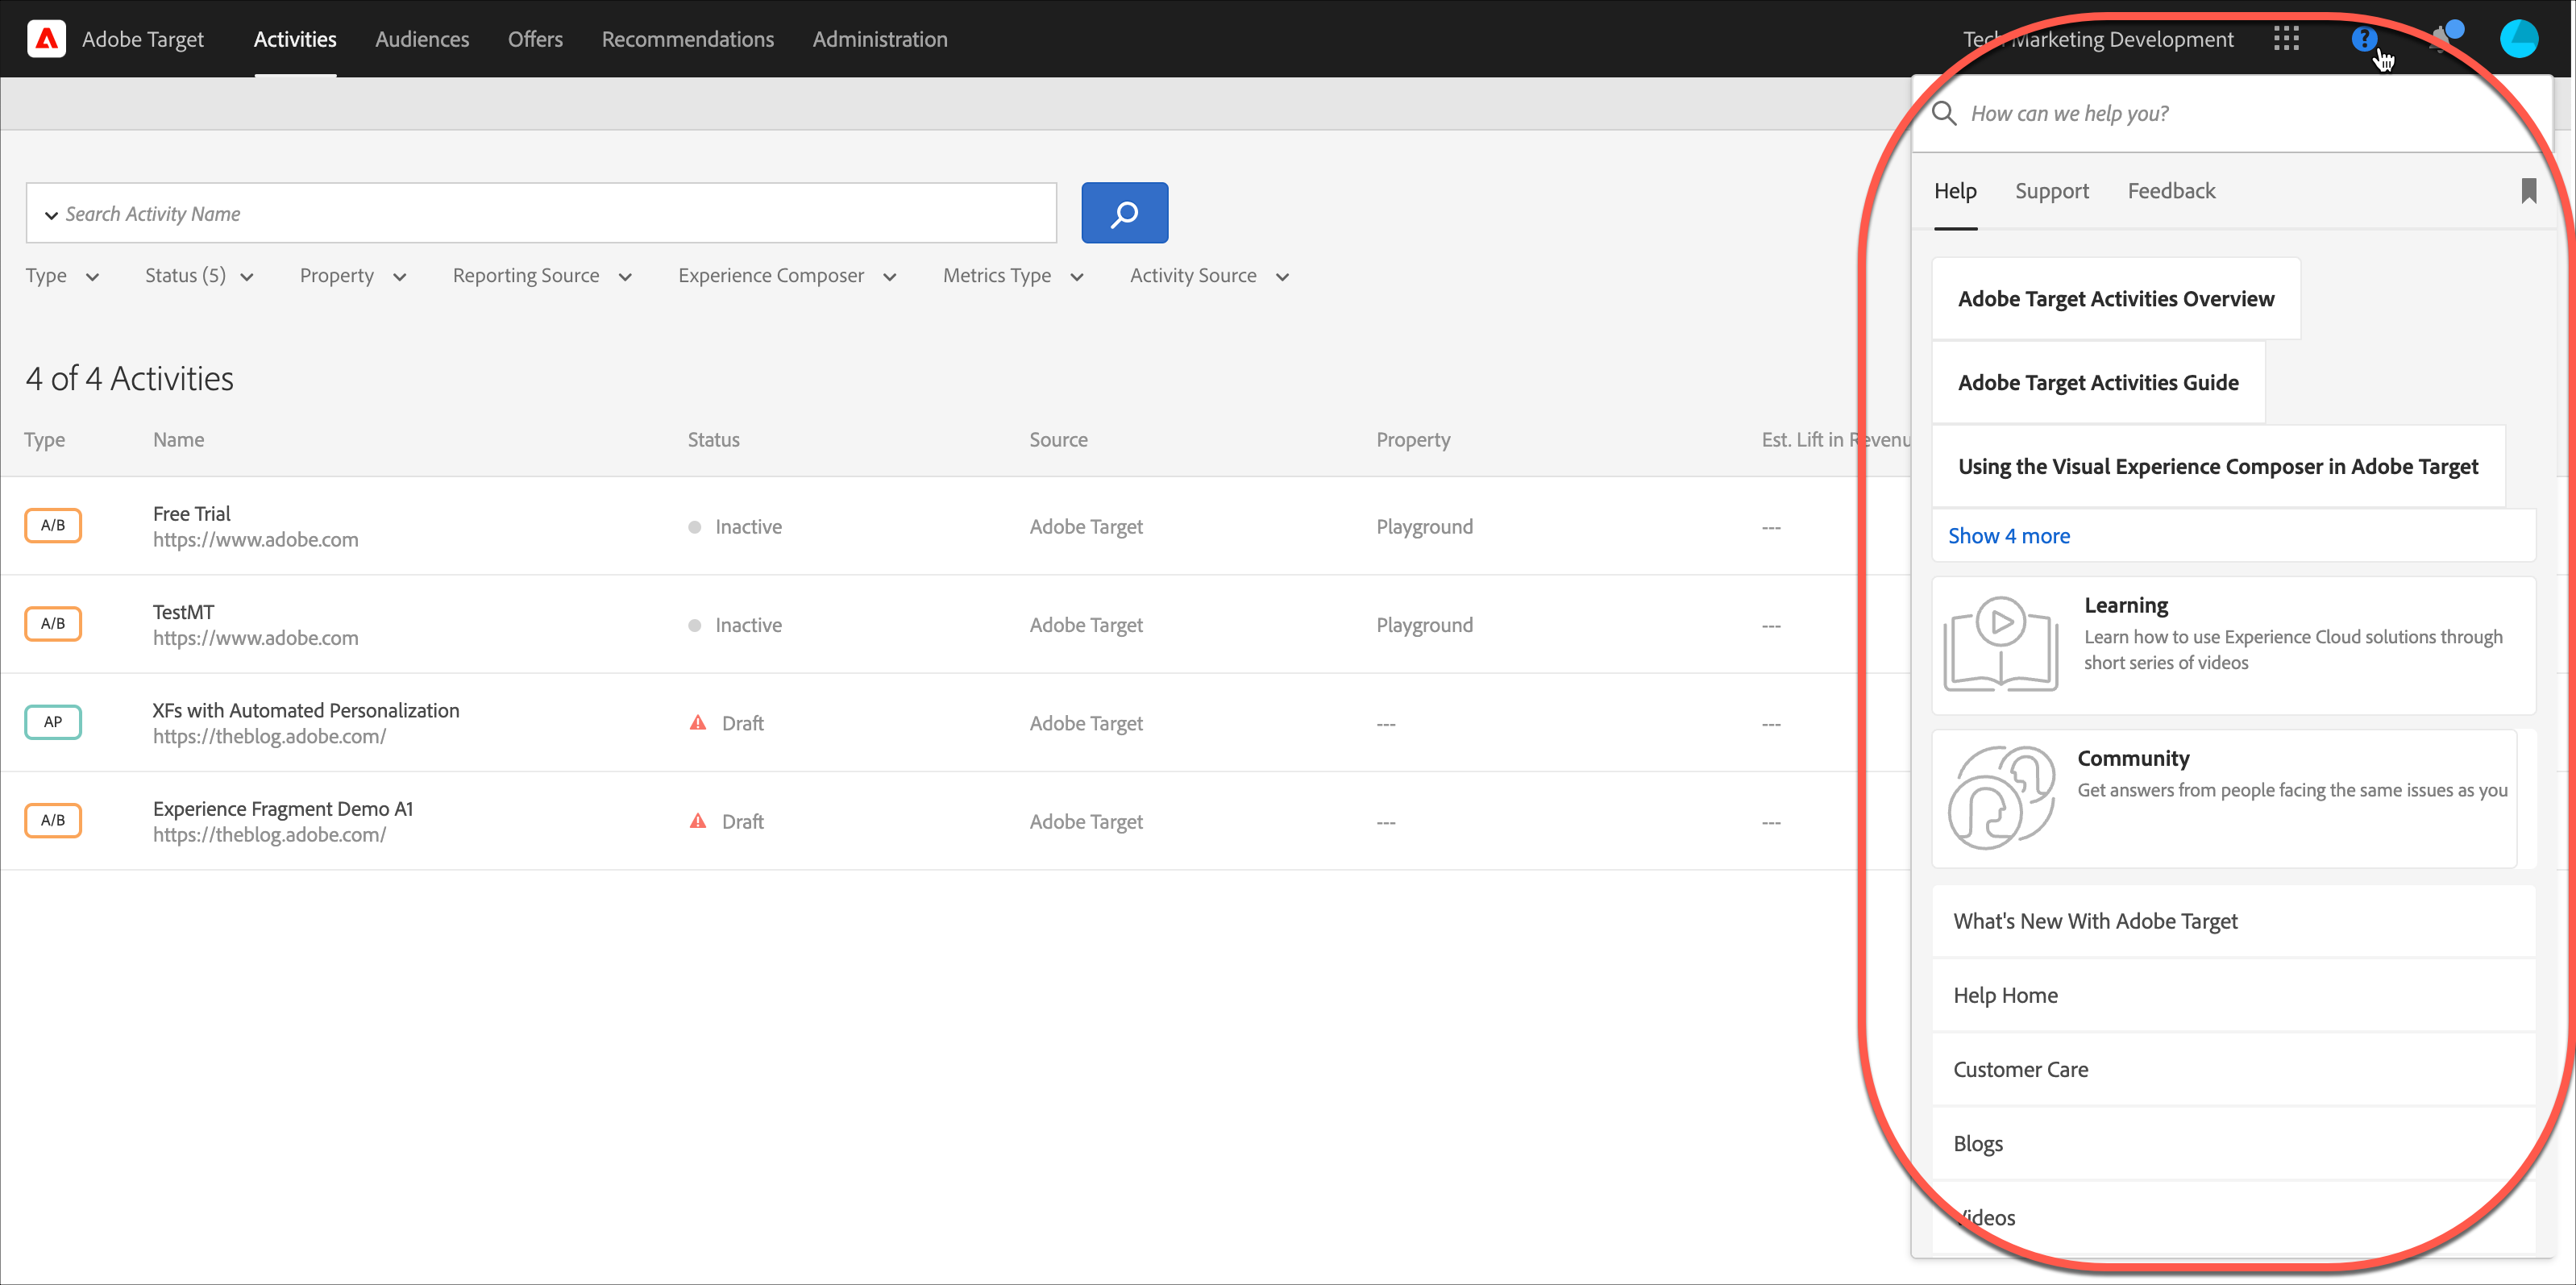 Adobe Target
Activities
Audiences
Offers
Recommendations
Administration
Tech Marketing Development
?
How can we help you?
Help
Support
Feedback
Search Activity Name
Type
Status (5)
Property
Reporting Source
Experience Composer
Metrics Type
Activity Source
4 of 4 Activities
Type
Name
Status
Source
Property
Est. Lift in Revenu
A/B
Free Trial
https://www.adobe.com
Inactive
Adobe Target
Playground
---
A/B
TestMT
https://www.adobe.com
Inactive
Adobe Target
Playground
---
AP
XFs with Automated Personalization
https://theblog.adobe.com/
Draft
Adobe Target
---
---
A/B
Experience Fragment Demo A1
https://theblog.adobe.com/
Draft
Adobe Target
---
---
Adobe Target Activities Overview
Adobe Target Activities Guide
Using the Visual Experience Composer in Adobe Target
Show 4 more
Learning
Learn how to use Experience Cloud solutions through
short series of videos
Community
Get answers from people facing the same issues as you
What's New With Adobe Target
Help Home
Customer Care
Blogs
Videos